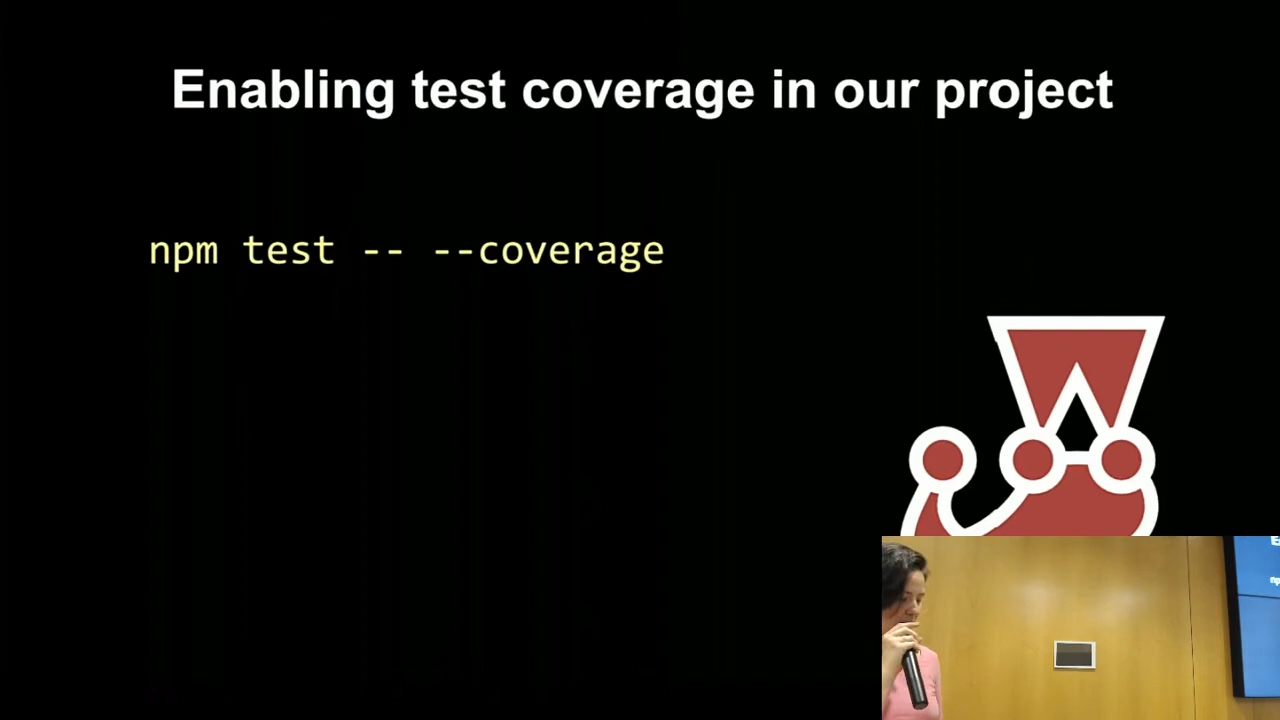 Enabling test coverage in our project
npm test -- --coverage